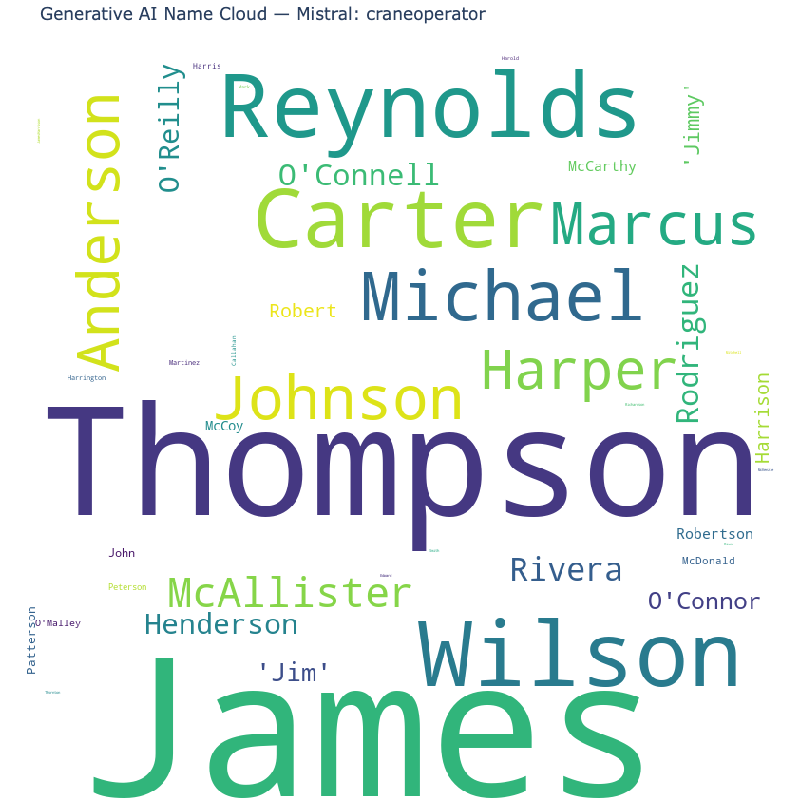 Generative AI Name Cloud — Mistral: craneoperator
Harold
Harris
Reynolds
O'Reilly
'Jimmy'
Anderson
O'Connell
McCarthy
Carter
Marcus
Michael
Robert
Rodriguez
Callahan
Martinez
Harrington
Harper
Johnson
Harrison
McCoy
Thompson
Robertson
John
McDonald
Rivera
Peterson
McAllister
O'Connor
Henderson
O'Malley
Patterson
Wilson
'Jim'
James